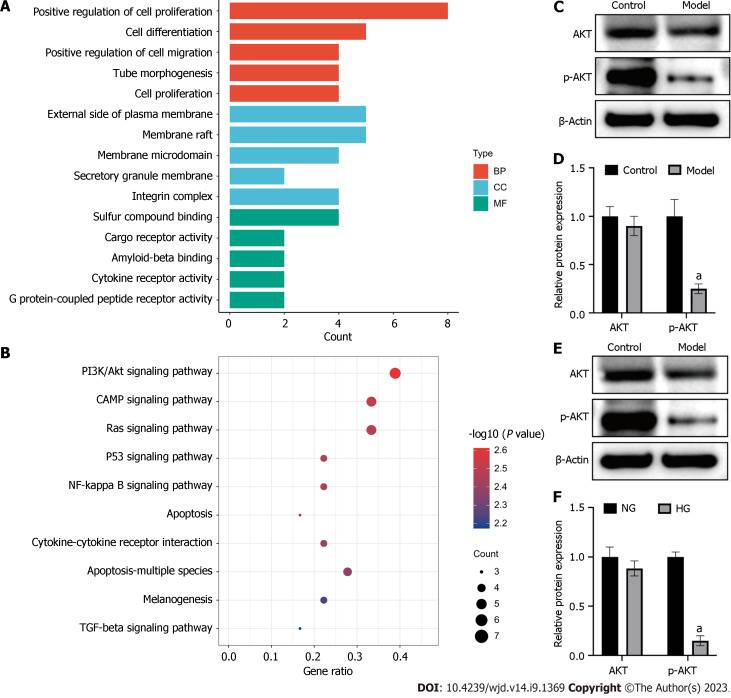 A
Positive regulation of cell proliferation
Cell differentiation
Positive regulation of cell migration
Tube morphogenesis
Cell proliferation
External side of plasma membrane
Membrane raft
Membrane microdomain
Secretory granule membrane
Integrin complex
Sulfur compound binding
Cargo receptor activity
Amyloid-beta binding
Cytokine receptor activity
G protein-coupled peptide receptor activity
0 2 4 6 8
Count
Type
BP
CC
MF
B
PI3K/Akt signaling pathway
CAMP signaling pathway
Ras signaling pathway
P53 signaling pathway
NF-kappa B signaling pathway
Apoptosis
Cytokine-cytokine receptor interaction
Apoptosis-multiple species
Melanogenesis
TGF-beta signaling pathway
0.0 0.1 0.2 0.3 0.4
Gene ratio
-log10 (P value)
2.6
2.5
2.4
2.3
2.2
Count
3
4
5
6
7
C
Control Model
AKT
p-AKT
β-Actin
D
Control Model
Relative protein expression
1.5
1.0
0.5
0.0
a
AKT p-AKT
E
Control Model
AKT
p-AKT
β-Actin
F
NG HG
Relative protein expression
1.5
1.0
0.5
0.0
a
AKT p-AKT
DOI: 10.4239/wjd.v14.i9.1369 Copyright ©The Author(s) 2023.